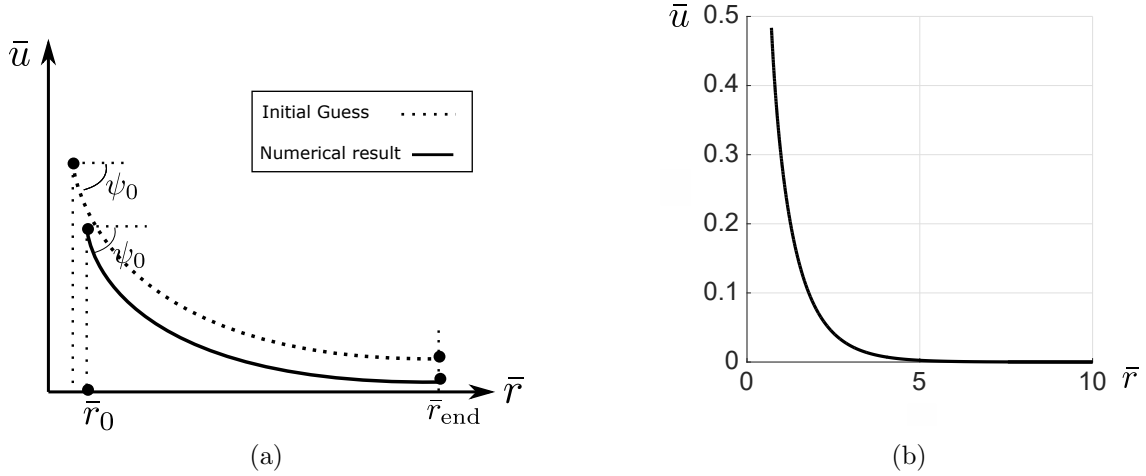 ū
Initial Guess
Numerical result
ψ₀
ψ₀
r̄₀
r̄_end
r̄
(a)
ū
0.5
0.4
0.3
0.2
0.1
0
0
5
10
r̄
(b)